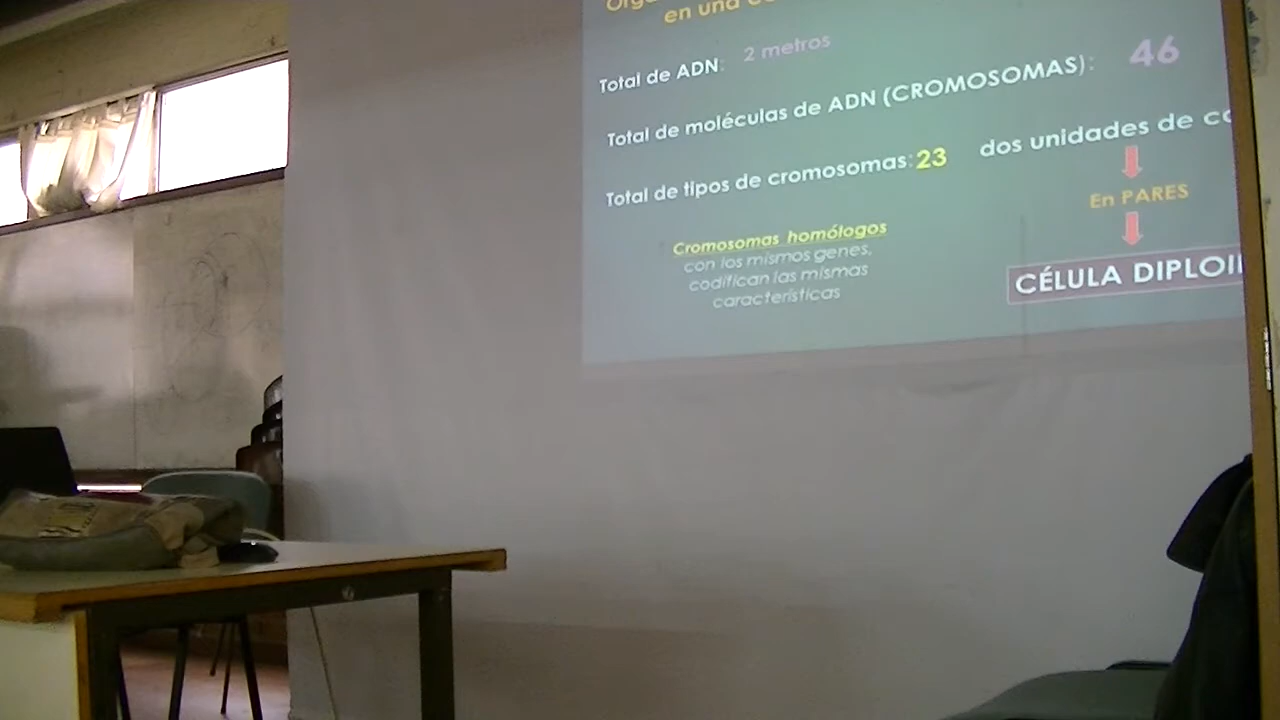 en una
Total de ADN: 2 metros
Total de moléculas de ADN (CROMOSOMAS): 46
Total de tipos de cromosomas: 23 dos unidades de
En PARES
Cromosomas homólogos
con los mismos genes,
codifican las mismas
características
CÉLULA DIPLOI